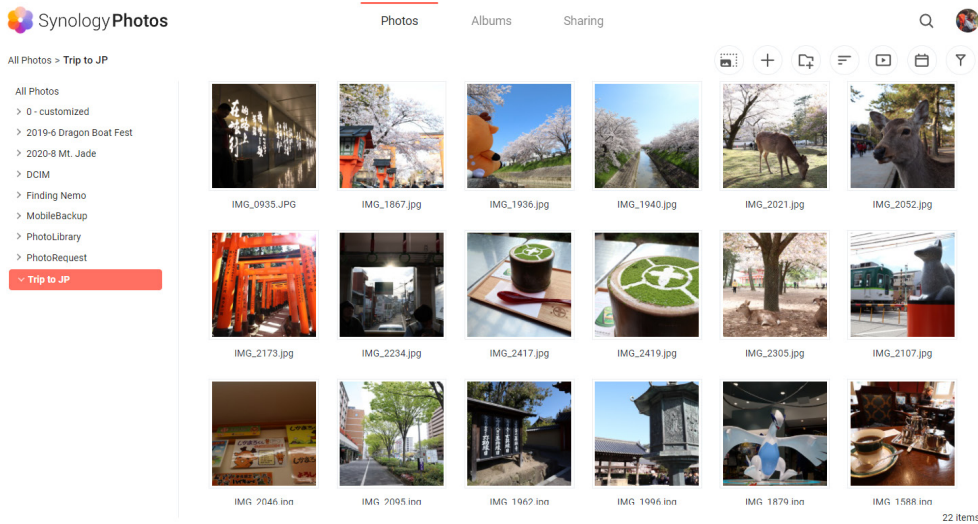 Synology Photos
Photos Albums Sharing
All Photos > Trip to JP
All Photos
0 - customized
2019-6 Dragon Boat Fest
2020-8 Mt. Jade
DCIM
Finding Nemo
MobileBackup
PhotoLibrary
PhotoRequest
Trip to JP
IMG_0935.JPG IMG_1867.jpg IMG_1936.jpg IMG_1940.jpg IMG_2021.jpg IMG_2052.jpg
IMG_2173.jpg IMG_2234.jpg IMG_2417.jpg IMG_2419.jpg IMG_2305.jpg IMG_2107.jpg
IMG_2046.jpg IMG_2095.jpg IMG_1962.jpg IMG_1996.jpg IMG_1879.jpg IMG_1588.jpg
22 items